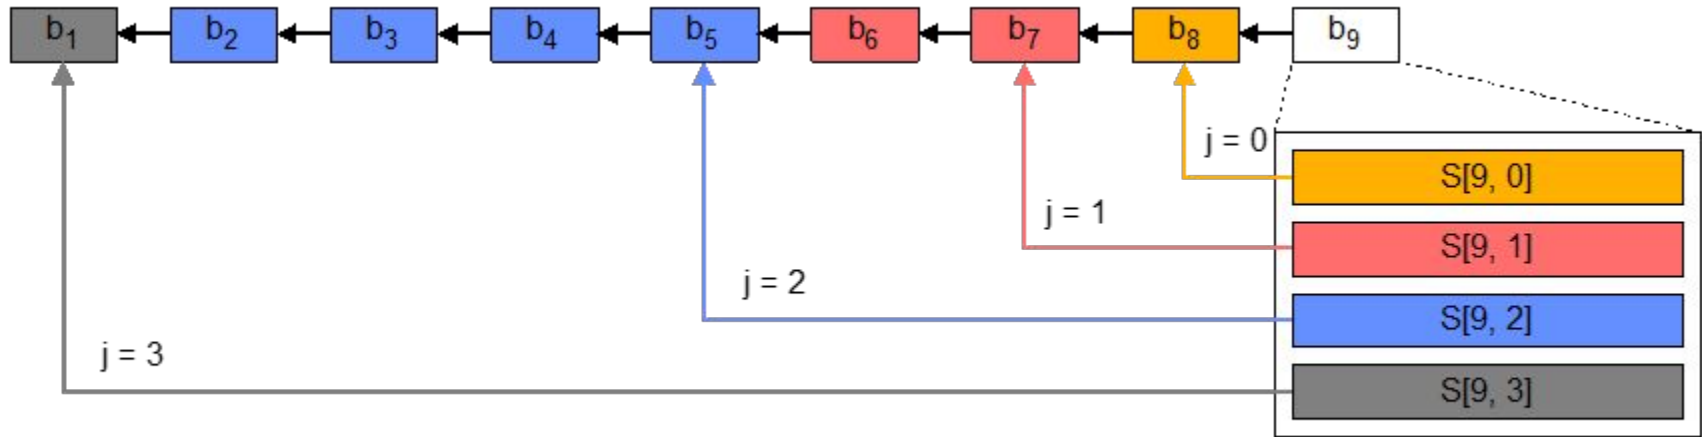 b₁ b₂ b₃ b₄ b₅ b₆ b₇ b₈ b₉
j = 0
S[9, 0]
j = 1
S[9, 1]
j = 2
S[9, 2]
j = 3
S[9, 3]